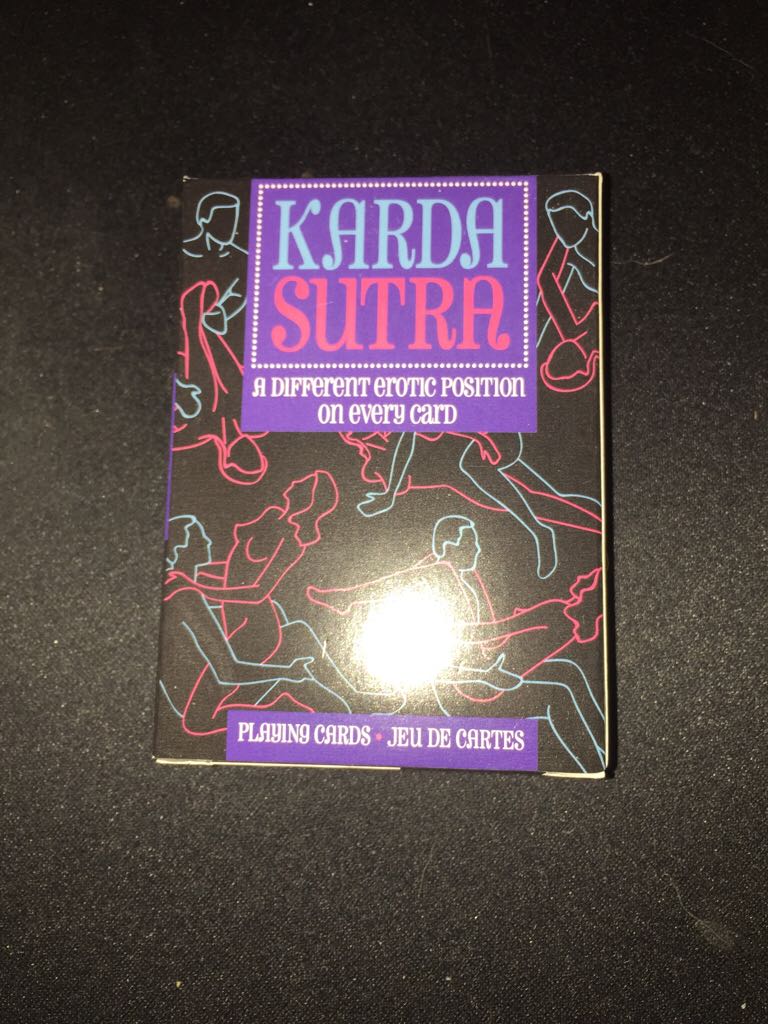 KARDA
SUTRA
A DIFFERENT EROTIC POSITION
ON EVERY CARD
PLAYING CARDS • JEU DE CARTES